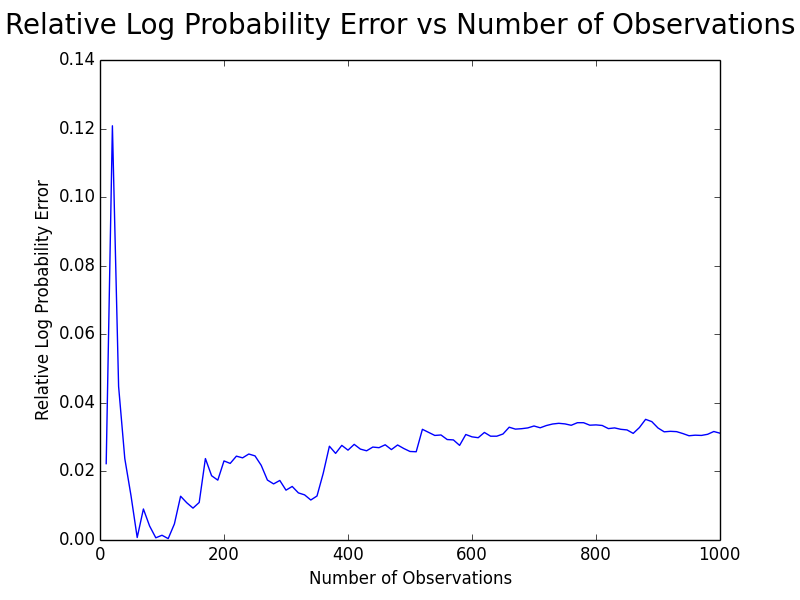 Relative Log Probability Error vs Number of Observations
0.14
0.12
0.10
0.08
0.06
0.04
0.02
0.00
Relative Log Probability Error
0 200 400 600 800 1000
Number of Observations